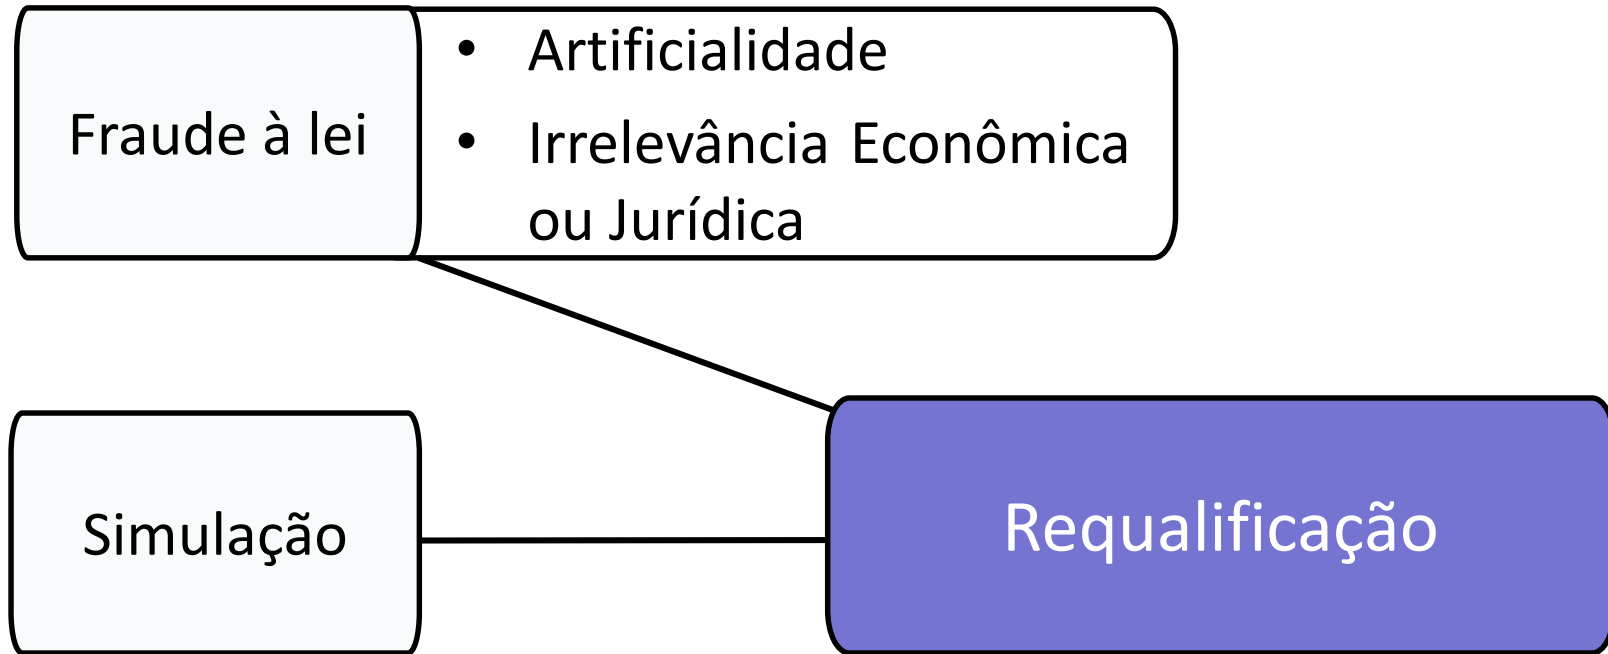 Fraude à lei
• Artificialidade
• Irrelevância Econômica
ou Jurídica
Simulação
Requalificação